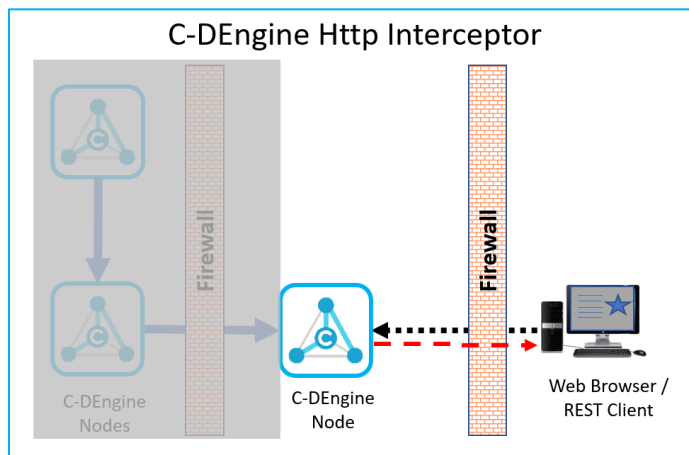 C-DEngine Http Interceptor
Firewall
Firewall
C-DEngine
Nodes
C-DEngine
Node
Web Browser /
REST Client